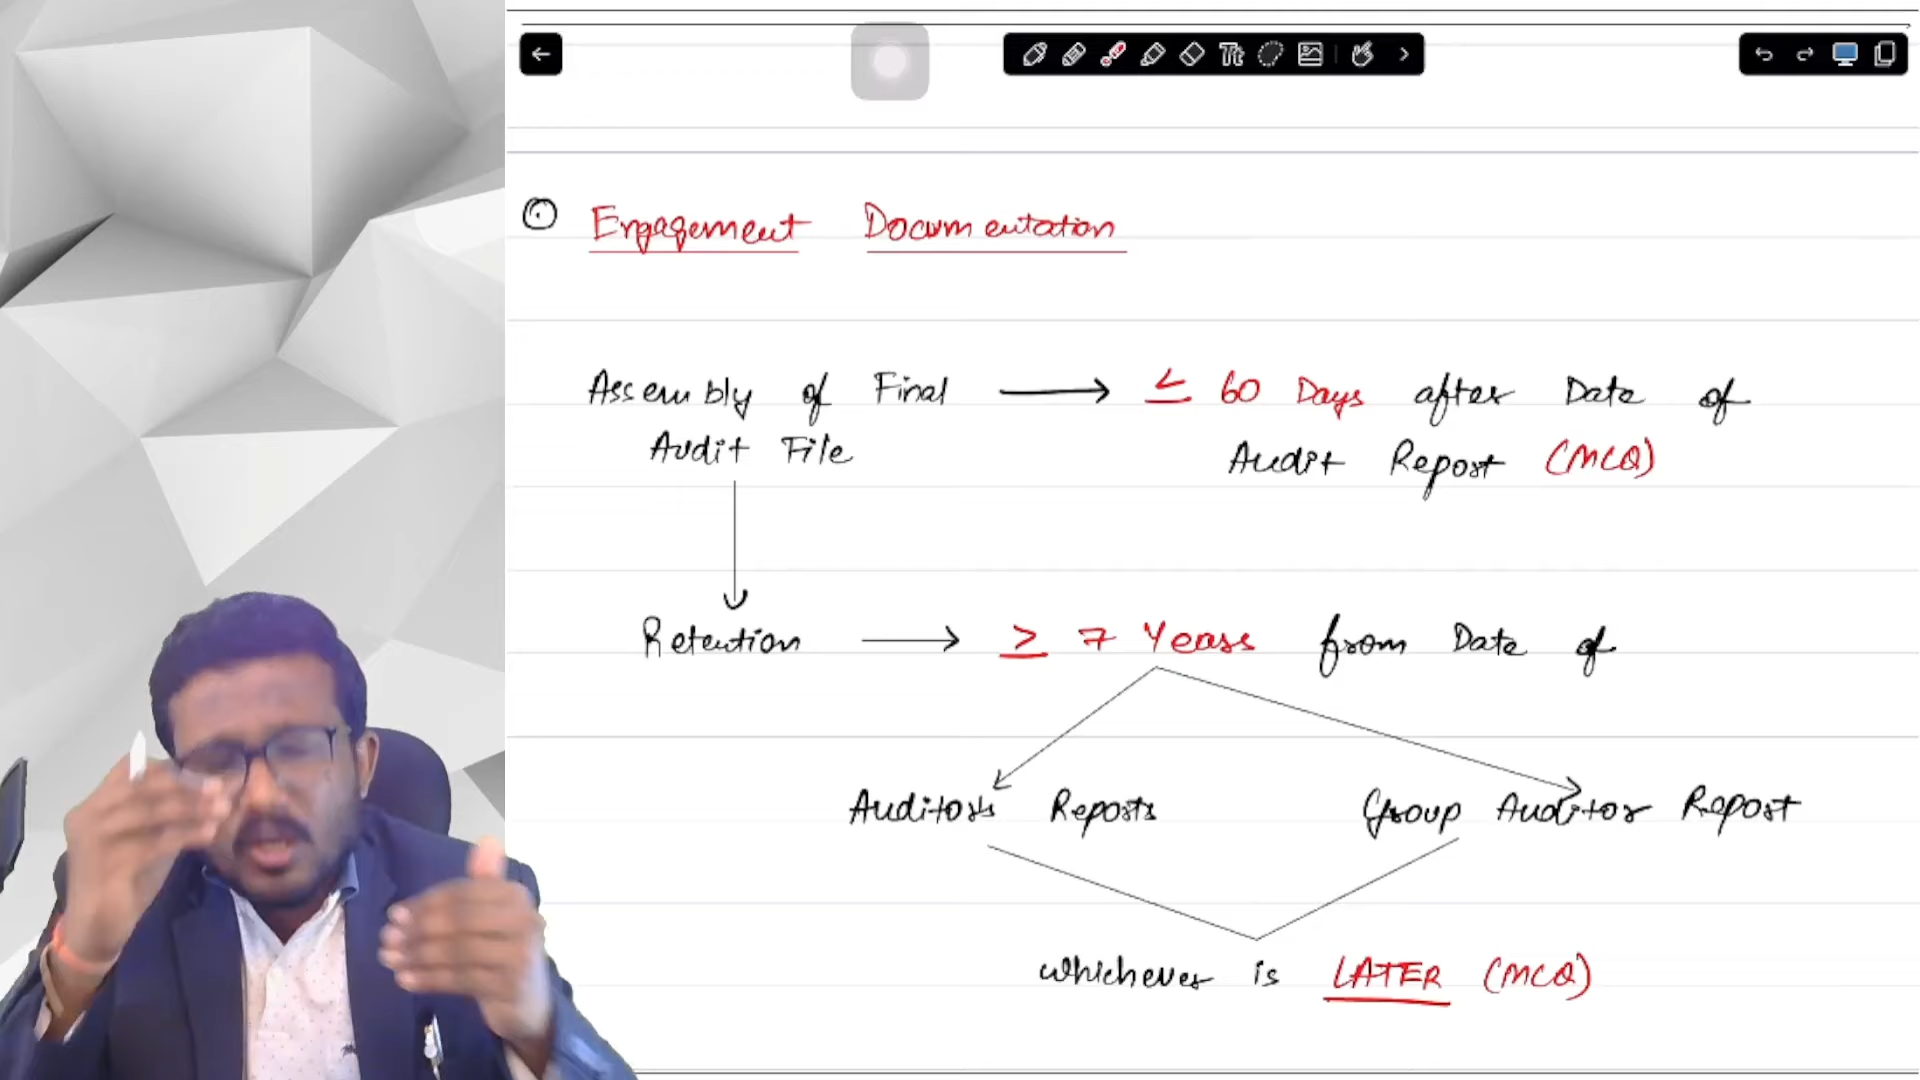 Engagement Documentation
Assembly of Final → ≤ 60 Days after Date of
Audit File
Audit Report (MCQ)
Retention → ≥ 7 Years from Date of
Auditors Reports
Group Auditor Report
whichever is LATER (MCQ)